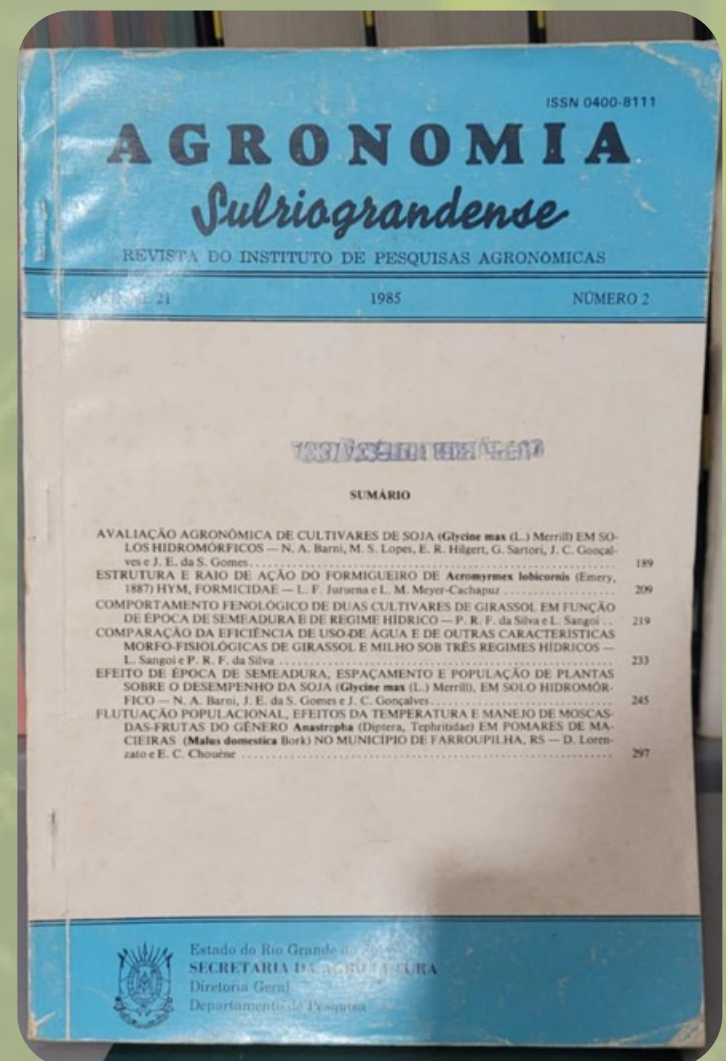 ISSN 0400-8111
AGRONOMIA
Sulriograndense
REVISTA DO INSTITUTO DE PESQUISAS AGRONÔMICAS
21 1985 NÚMERO 2
SUMÁRIO
AVALIAÇÃO AGRONÔMICA DE CULTIVARES DE SOJA (Glycine max (L.) Merrill) EM SO-
LOS HIDROMÓRFICOS — N. A. Barni, M. S. Lopes, E. R. Hilgert, G. Sartori, J. C. Gonçal-
ves e J. E. da S. Gomes 189
ESTRUTURA E RAIO DE AÇÃO DO FORMIGUEIRO DE Acromyrmex lobicornis (Emery,
1887) HYM, FORMICIDAE — L. F. Juruena e L. M. Meyer-Cachapuz 209
COMPORTAMENTO FENOLÓGICO DE DUAS CULTIVARES DE GIRASSOL EM FUNÇÃO
DE ÉPOCA DE SEMEADURA E DE REGIME HÍDRICO — P. R. F. da Silva e L. Sangoi 219
COMPARAÇÃO DA EFICIÊNCIA DE USO DE ÁGUA E DE OUTRAS CARACTERÍSTICAS
MORFO-FISIOLÓGICAS DE GIRASSOL E MILHO SOB TRÊS REGIMES HÍDRICOS —
L. Sangoi e P. R. F. da Silva 233
EFEITO DE ÉPOCA DE SEMEADURA, ESPAÇAMENTO E POPULAÇÃO DE PLANTAS
SOBRE O DESEMPENHO DA SOJA (Glycine max (L.) Merrill), EM SOLO HIDROMÓR-
FICO — N. A. Barni, J. E. da S. Gomes e J. C. Gonçalves 245
FLUTUAÇÃO POPULACIONAL, EFEITOS DA TEMPERATURA E MANEJO DE MOSCAS-
DAS-FRUTAS DO GÊNERO Anastrepha (Diptera, Tephritidae) EM POMARES DE MA-
CIEIRAS (Malus domestica Bork) NO MUNICÍPIO DE FARROUPILHA, RS — D. Loren-
zato e E. C. Chouéne 297
Estado do Rio Grande do Sul
SECRETARIA DA AGRICULTURA
Diretoria Geral
Departamento de Pesquisa